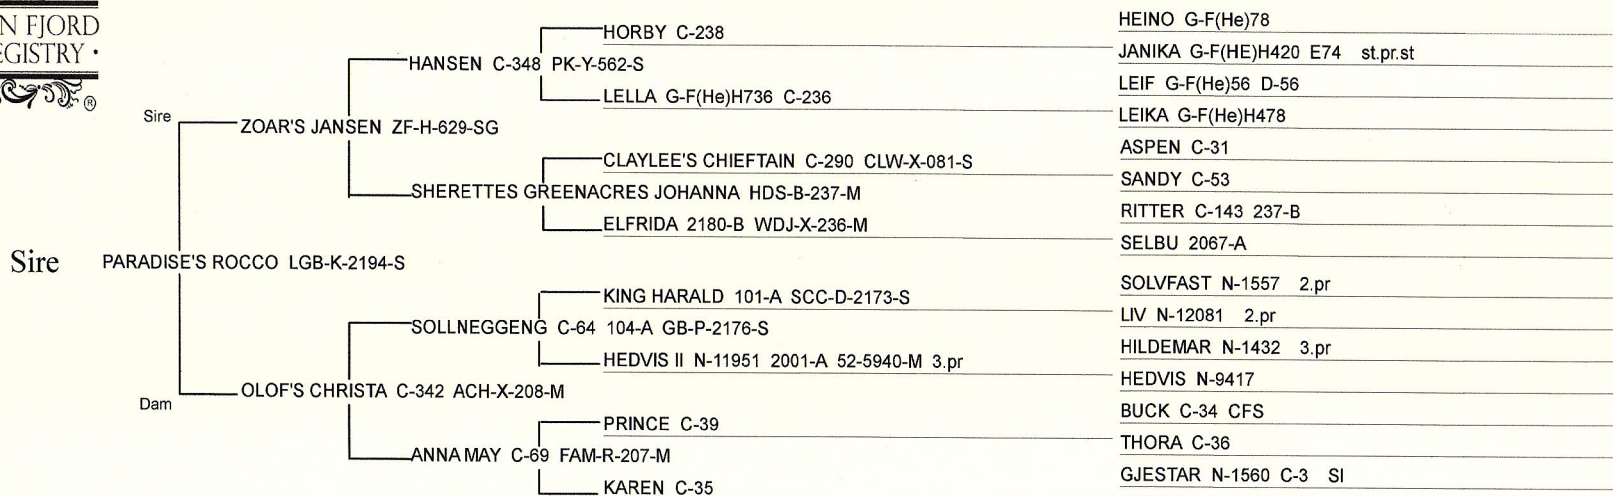 N FJORD
EGISTRY •
®
HEINO G-F(He)78
HORBY C-238
JANIKA G-F(HE)H420 E74 st.pr.st
HANSEN C-348 PK-Y-562-S
LEIF G-F(He)56 D-56
LELLA G-F(He)H736 C-236
LEIKA G-F(He)H478
Sire
ZOAR'S JANSEN ZF-H-629-SG
ASPEN C-31
CLAYLEE'S CHIEFTAIN C-290 CLW-X-081-S
SANDY C-53
SHERETTES GREENACRES JOHANNA HDS-B-237-M
RITTER C-143 237-B
ELFRIDA 2180-B WDJ-X-236-M
SELBU 2067-A
Sire PARADISE'S ROCCO LGB-K-2194-S
SOLVFAST N-1557 2.pr
KING HARALD 101-A SCC-D-2173-S
LIV N-12081 2.pr
SOLLNEGGENG C-64 104-A GB-P-2176-S
HILDEMAR N-1432 3.pr
HEDVIS II N-11951 2001-A 52-5940-M 3.pr
HEDVIS N-9417
OLOF'S CHRISTA C-342 ACH-X-208-M
Dam
BUCK C-34 CFS
PRINCE C-39
THORA C-36
ANNA MAY C-69 FAM-R-207-M
GJESTAR N-1560 C-3 SI
KAREN C-35